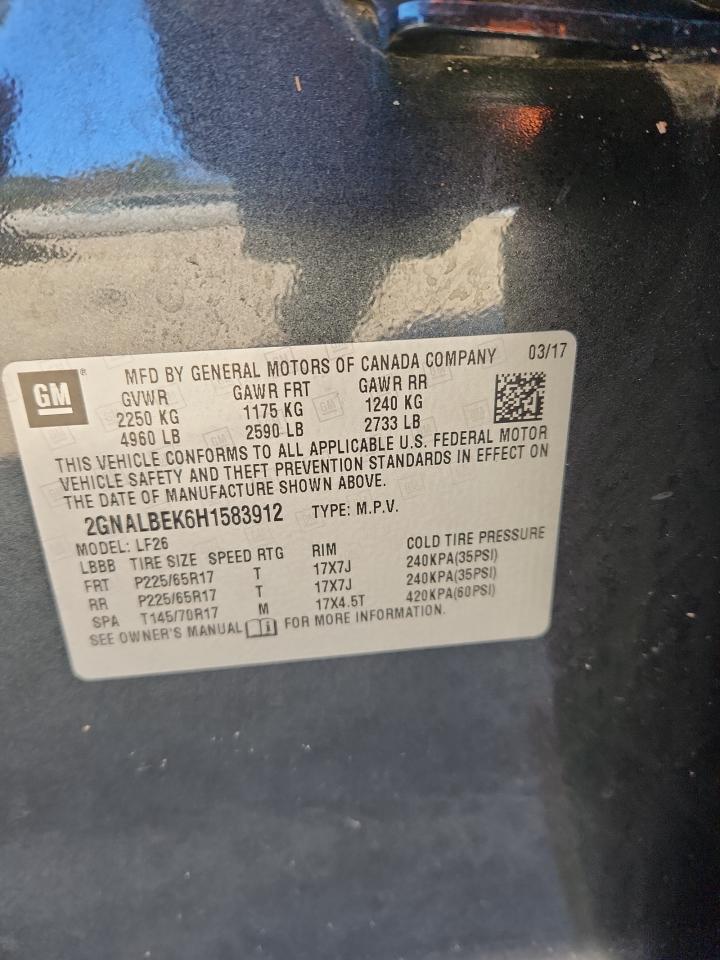 GM ®
MFD BY GENERAL MOTORS OF CANADA COMPANY 03/17
GVWR GAWR FRT GAWR RR
2250 KG 1175 KG 1240 KG
4960 LB 2590 LB 2733 LB
THIS VEHICLE CONFORMS TO ALL APPLICABLE U.S. FEDERAL MOTOR
VEHICLE SAFETY AND THEFT PREVENTION STANDARDS IN EFFECT ON
THE DATE OF MANUFACTURE SHOWN ABOVE.
2GNALBEK6H1583912 TYPE: M.P.V.
MODEL: LF26
LBBB TIRE SIZE SPEED RTG RIM COLD TIRE PRESSURE
FRT P225/65R17 T 17X7J 240KPA(35PSI)
RR P225/65R17 T 17X7J 240KPA(35PSI)
SPA T145/70R17 M 17X4.5T 420KPA(60PSI)
SEE OWNER'S MANUAL FOR MORE INFORMATION.